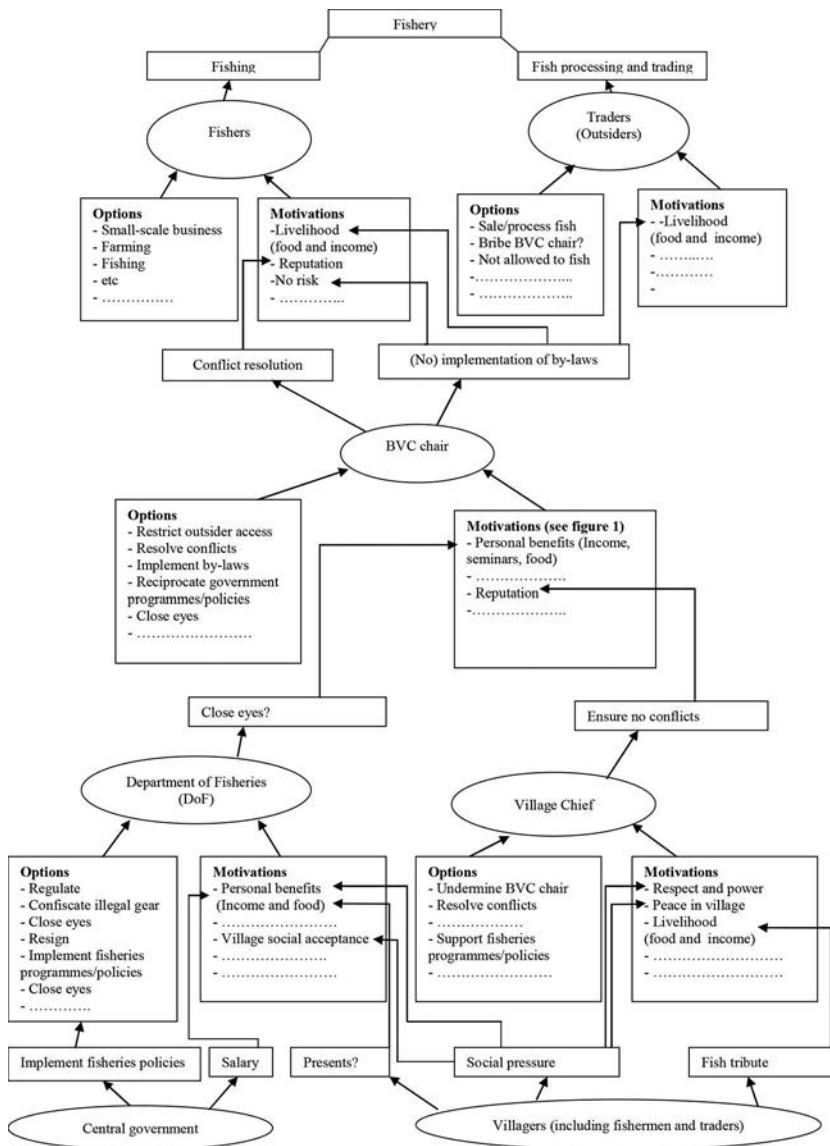 Fishery
Fishing
Fish processing and trading
Fishers
Traders
(Outsiders)
Options
- Small-scale business
- Farming
- Fishing
- etc
- ……………
Motivations
-Livelihood
(food and income)
- Reputation
-No risk
- …………...
Options
- Sale/process fish
- Bribe BVC chair?
- Not allowed to fish
-………………...
- ………………..
Motivations
- -Livelihood
(food and income)
- ……..….
-…………
-
Conflict resolution
(No) implementation of by-laws
BVC chair
Options
- Restrict outsider access
- Resolve conflicts
- Implement by-laws
- Reciprocate government
programmes/policies
- Close eyes
- ……………………
Motivations (see figure 1)
- Personal benefits (Income,
seminars, food)
- ………………..
- Reputation
-………………..
Close eyes?
Ensure no conflicts
Department of Fisheries
(DoF)
Village Chief
Options
- Regulate
- Confiscate illegal gear
- Close eyes
- Resign
- Implement fisheries
programmes/policies
- Close eyes
- ………….
Motivations
- Personal benefits
(Income and food)
- ……………………
- Village social acceptance
- ………………….
- ……………………
Options
- Undermine BVC chair
- Resolve conflicts
- ………………..
- Support fisheries
programmes/policies
- ……………………
Motivations
- Respect and power
- Peace in village
- Livelihood
(food and income)
- ………………………
- ………………………
Implement fisheries policies
Salary
Presents?
Social pressure
Fish tribute
Central government
Villagers (including fishermen and traders)